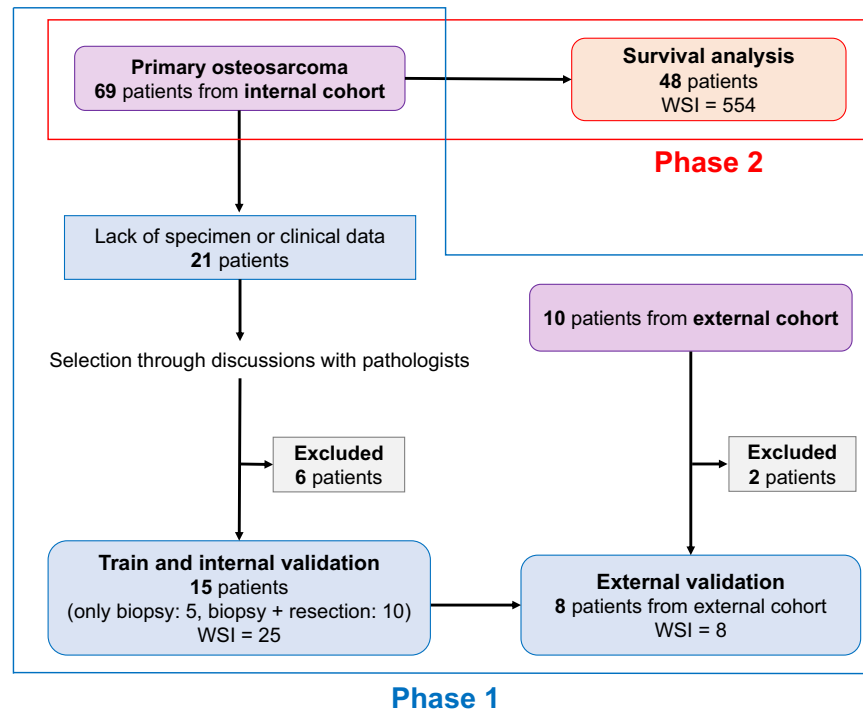 Primary osteosarcoma
69 patients from internal cohort
Survival analysis
48 patients
WSI = 554
Phase 2
Lack of specimen or clinical data
21 patients
10 patients from external cohort
Selection through discussions with pathologists
Excluded
6 patients
Excluded
2 patients
Train and internal validation
15 patients
(only biopsy: 5, biopsy + resection: 10)
WSI = 25
External validation
8 patients from external cohort
WSI = 8
Phase 1